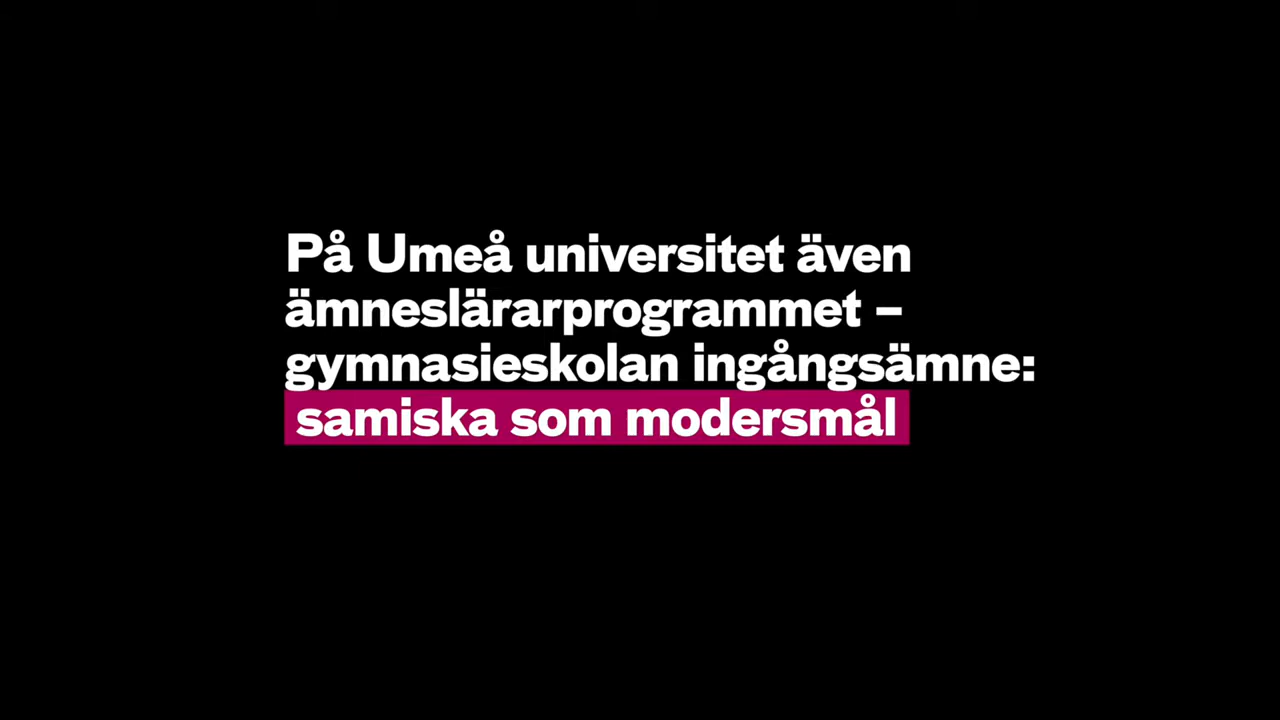 På Umeå universitet även
ämneslärarprogrammet –
gymnasieskolan ingångsämne:
samiska som modersmål